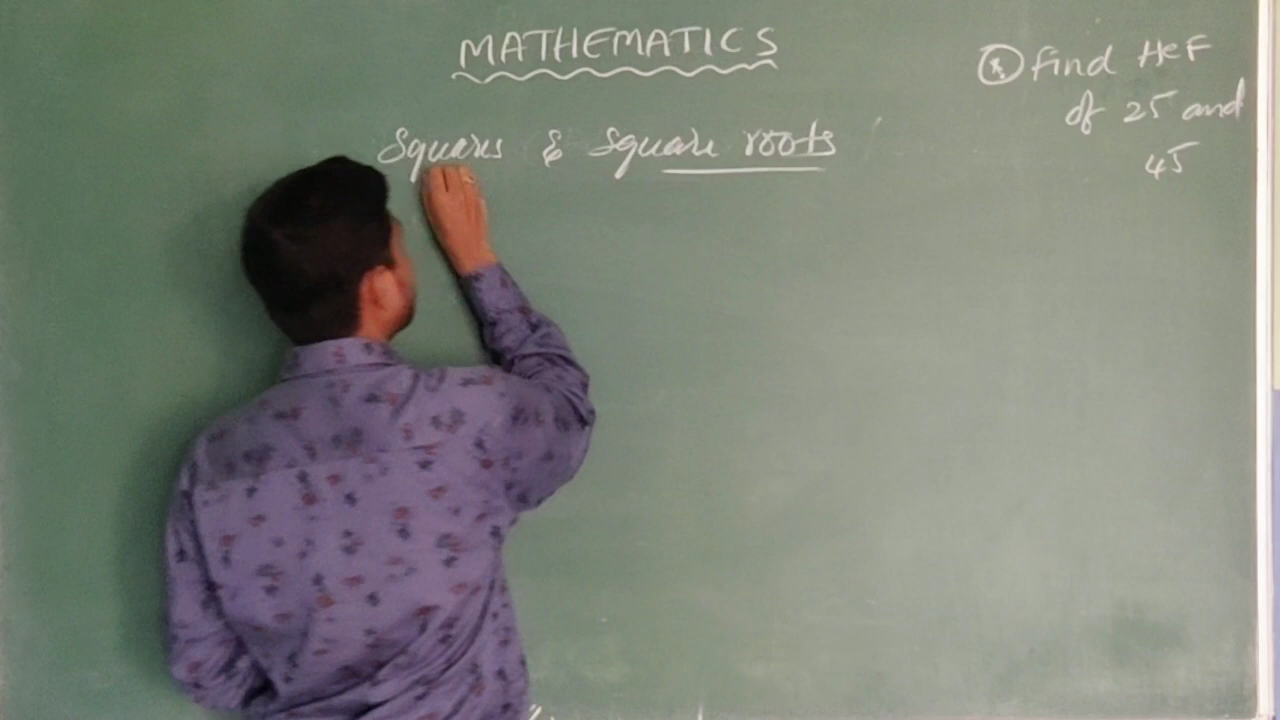 MATHEMATICS
Squares & Square roots
* Find HCF
of 25 and
45